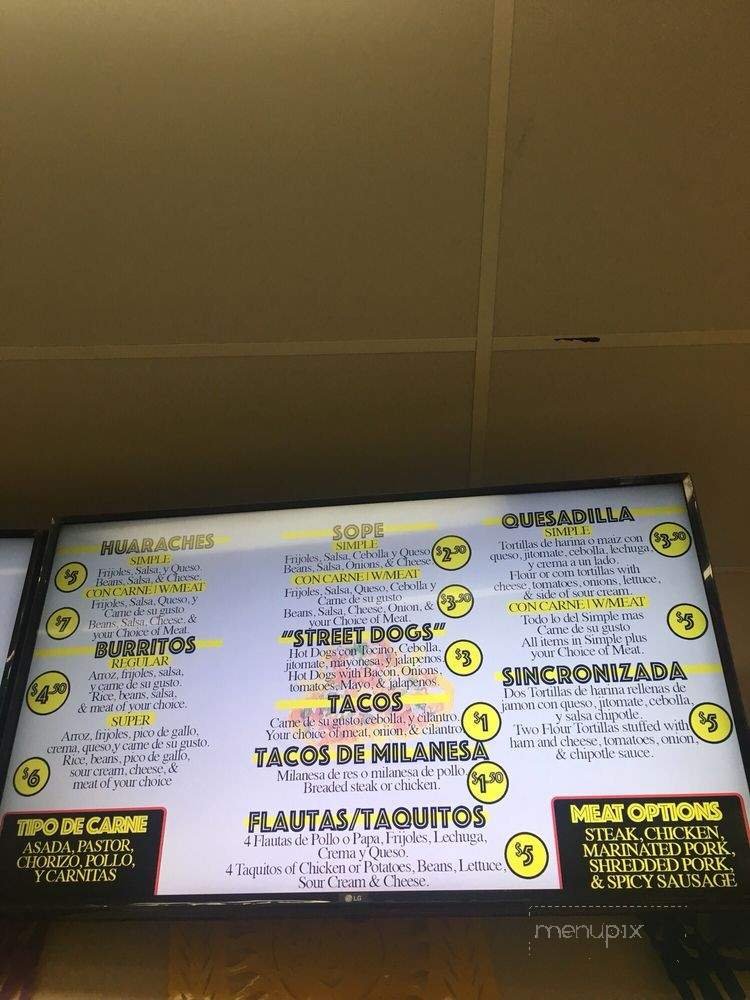 HUARACHES
SIMPLE
$5
Frijoles, Salsa, y Queso.
Beans, Salsa, & Cheese.
CON CARNE | W/MEAT
$7
Frijoles, Salsa, Queso, y
Carne de su gusto
Beans, Salsa, Cheese, &
your Choice of Meat.
BURRITOS
REGULAR
$4.50
Arroz, frijoles, salsa,
y carne de su gusto.
Rice, beans, salsa,
& meat of your choice.
SUPER
$6
Arroz, frijoles, pico de gallo,
crema, queso y carne de su gusto.
Rice, beans, pico de gallo,
sour cream, cheese, &
meat of your choice
TIPO DE CARNE
ASADA, PASTOR,
CHORIZO, POLLO,
Y CARNITAS
SOPE
SIMPLE
Frijoles, Salsa, Cebolla y Queso
Beans, Salsa, Onions, & Cheese
$2.50
CON CARNE | W/MEAT
Frijoles, Salsa, Queso, Cebolla y
Carne de su gusto
Beans, Salsa, Cheese, Onion, &
your Choice of Meat.
$3.50
"STREET DOGS"
Hot Dogs con Tocino, Cebolla,
jitomate, mayonesa, y jalapenos.
Hot Dogs with Bacon, Onions,
tomatoes, Mayo, & jalapenos.
$3
TACOS
Carne de su gusto, cebolla, y cilantro.
Your choice of meat, onion, & cilantro
$1
TACOS DE MILANESA
Milanesa de res o milanesa de pollo.
Breaded steak or chicken.
$1.50
FLAUTAS/TAQUITOS
4 Flautas de Pollo o Papa, Frijoles, Lechuga,
Crema y Queso.
4 Taquitos of Chicken or Potatoes, Beans, Lettuce,
Sour Cream & Cheese.
$5
QUESADILLA
SIMPLE
Tortillas de harina o maiz con
queso, jitomate, cebolla, lechuga,
y crema a un lado.
Flour or corn tortillas with
cheese, tomatoes, onions, lettuce,
& side of sour cream.
$3.50
CON CARNE | W/MEAT
Todo lo del Simple mas
Carne de su gusto
All items in Simple plus
your Choice of Meat.
$5
SINCRONIZADA
Dos Tortillas de harina rellenas de
jamon con queso, jitomate, cebolla,
y salsa chipotle.
Two Flour Tortillas stuffed with
ham and cheese, tomatoes, onion,
& chipotle sauce.
$5
MEAT OPTIONS
STEAK, CHICKEN,
MARINATED PORK,
SHREDDED PORK,
& SPICY SAUSAGE
LG
menupix